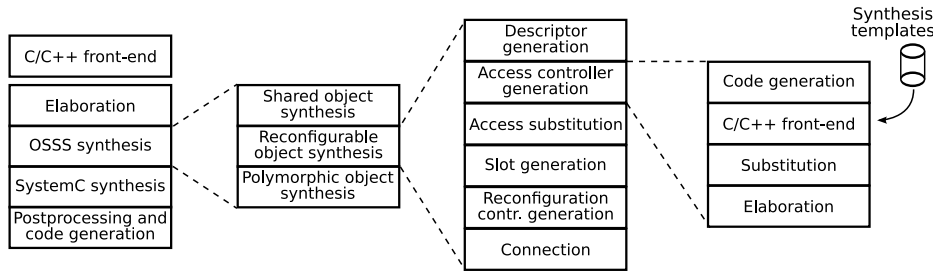 C/C++ front-end
Elaboration
OSSS synthesis
SystemC synthesis
Postprocessing and
code generation
Shared object
synthesis
Reconfigurable
object synthesis
Polymorphic object
synthesis
Descriptor
generation
Access controller
generation
Access substitution
Slot generation
Reconfiguration
contr. generation
Connection
Synthesis
templates
Code generation
C/C++ front-end
Substitution
Elaboration